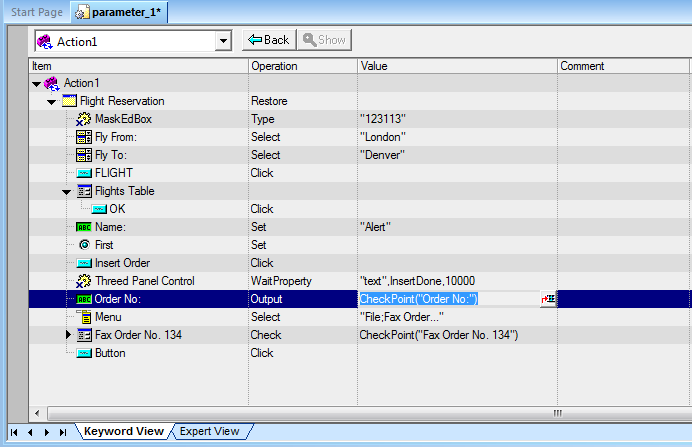 Start Page parameter_1*
Action1 Back Show
Item Operation Value Comment
Action1
Flight Reservation Restore
MaskEdBox Type "123113"
Fly From: Select "London"
Fly To: Select "Denver"
FLIGHT Click
Flights Table
OK Click
ABC Name: Set "Alert"
First Set
Insert Order Click
Threed Panel Control WaitProperty "text",InsertDone,10000
ABC Order No: Output CheckPoint("Order No:")
Menu Select "File;Fax Order..."
Fax Order No. 134 Check CheckPoint("Fax Order No. 134")
Button Click
Keyword View Expert View